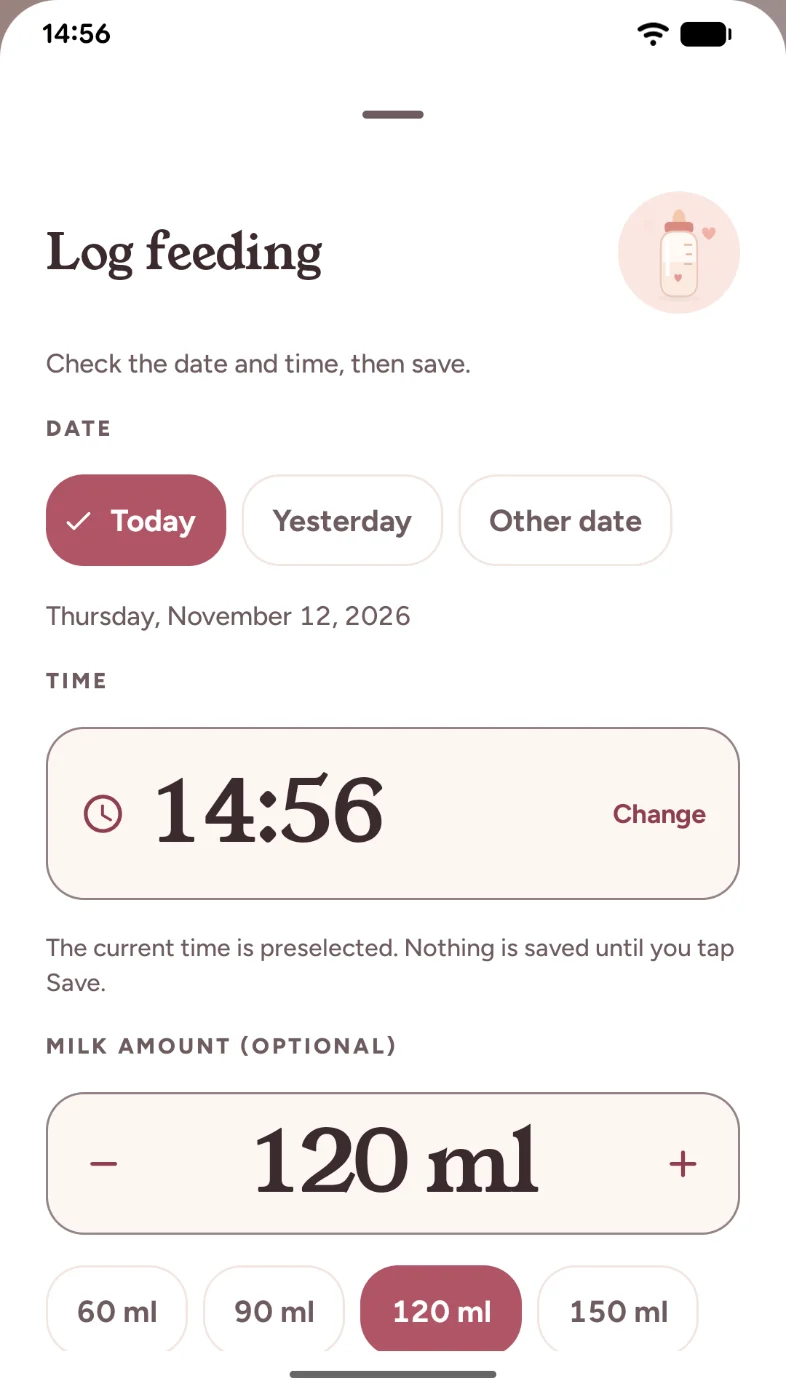 14:56
Log feeding
Check the date and time, then save.
DATE
Today
Yesterday
Other date
Thursday, November 12, 2026
TIME
14:56
Change
The current time is preselected. Nothing is saved until you tap
Save.
MILK AMOUNT (OPTIONAL)
− 120 ml +
60 ml
90 ml
120 ml
150 ml